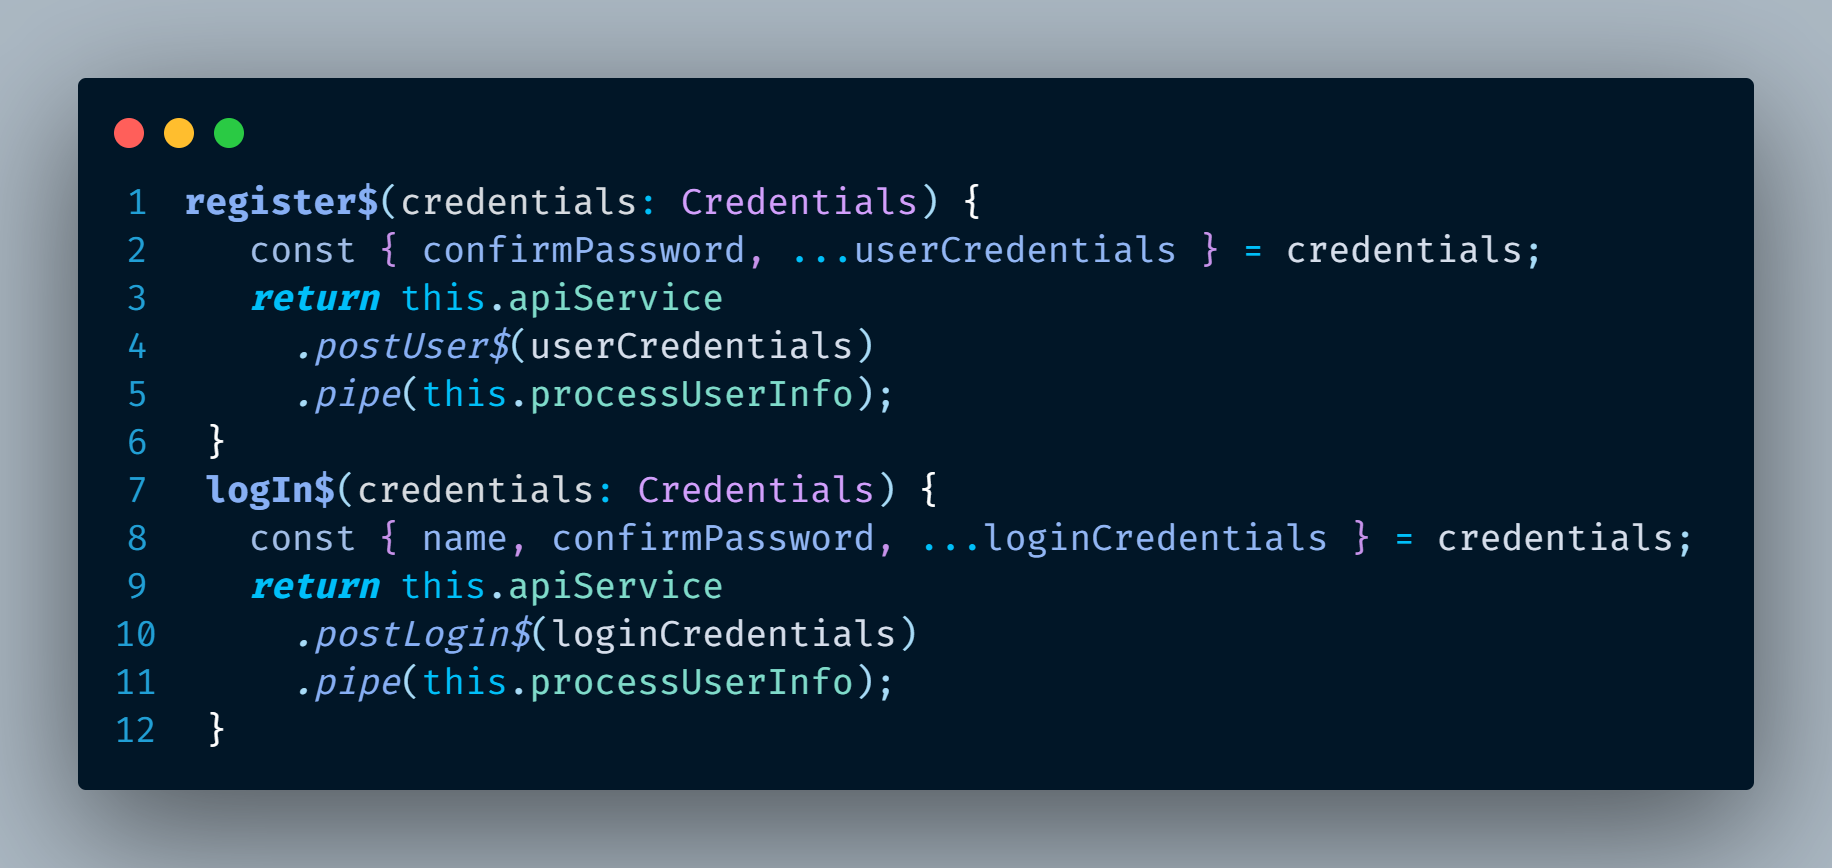 1 register$(credentials: Credentials) {
2 const { confirmPassword, ...userCredentials } = credentials;
3 return this.apiService
4 .postUser$(userCredentials)
5 .pipe(this.processUserInfo);
6 }
7 logIn$(credentials: Credentials) {
8 const { name, confirmPassword, ...loginCredentials } = credentials;
9 return this.apiService
10 .postLogin$(loginCredentials)
11 .pipe(this.processUserInfo);
12 }